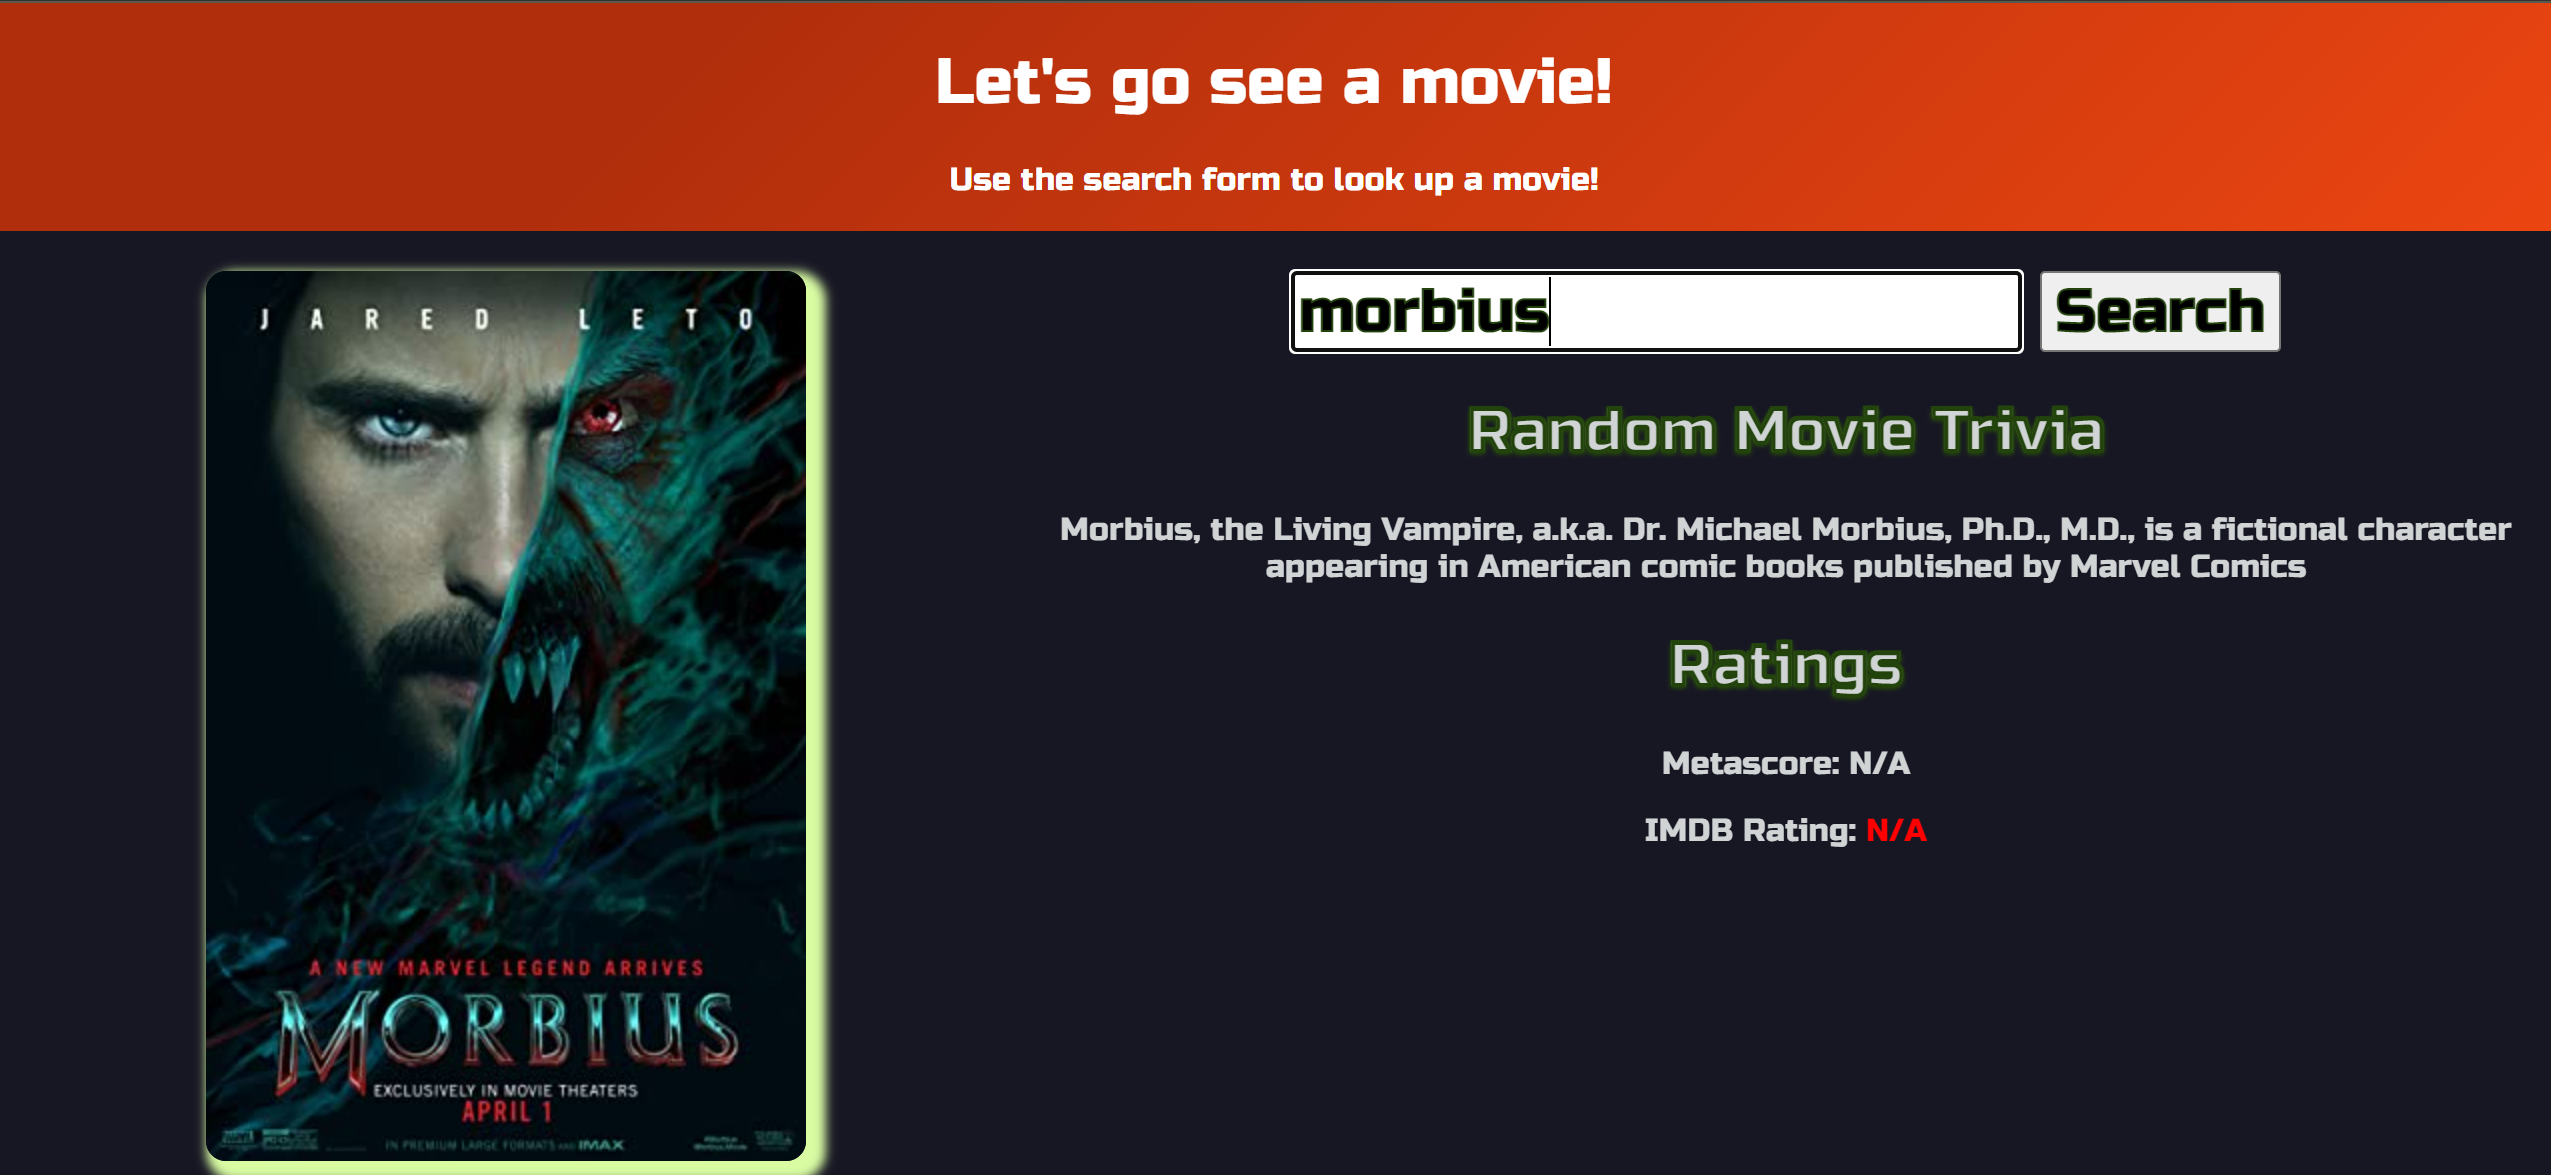 Let's go see a movie!
Use the search form to look up a movie!
morbius
Search
Random Movie Trivia
Morbius, the Living Vampire, a.k.a. Dr. Michael Morbius, Ph.D., M.D., is a fictional character
appearing in American comic books published by Marvel Comics
Ratings
Metascore: N/A
IMDB Rating: N/A
JARED LETO
A NEW MARVEL LEGEND ARRIVES
MORBIUS
EXCLUSIVELY IN MOVIE THEATERS
APRIL 1
IN PREMIUM LARGE FORMATS AND IMAX